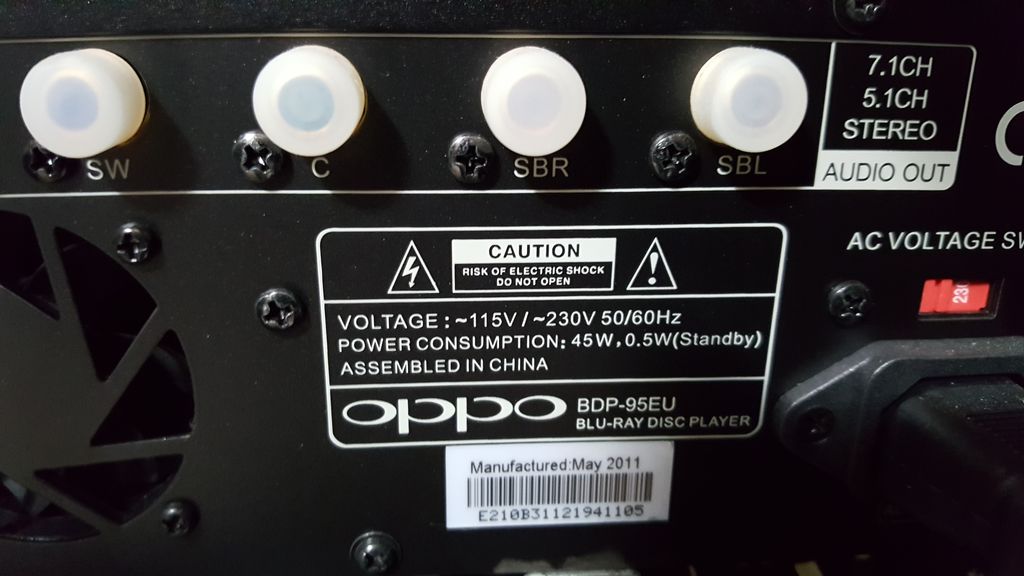 SW
C
SBR
SBL
7.1CH
5.1CH
STEREO
AUDIO OUT
CAUTION
RISK OF ELECTRIC SHOCK
DO NOT OPEN
AC VOLTAGE
VOLTAGE : ~115V / ~230V 50/60Hz
POWER CONSUMPTION: 45W, 0.5W(Standby)
ASSEMBLED IN CHINA
oppo
BDP-95EU
BLU-RAY DISC PLAYER
Manufactured:May 2011
E210B31121941105